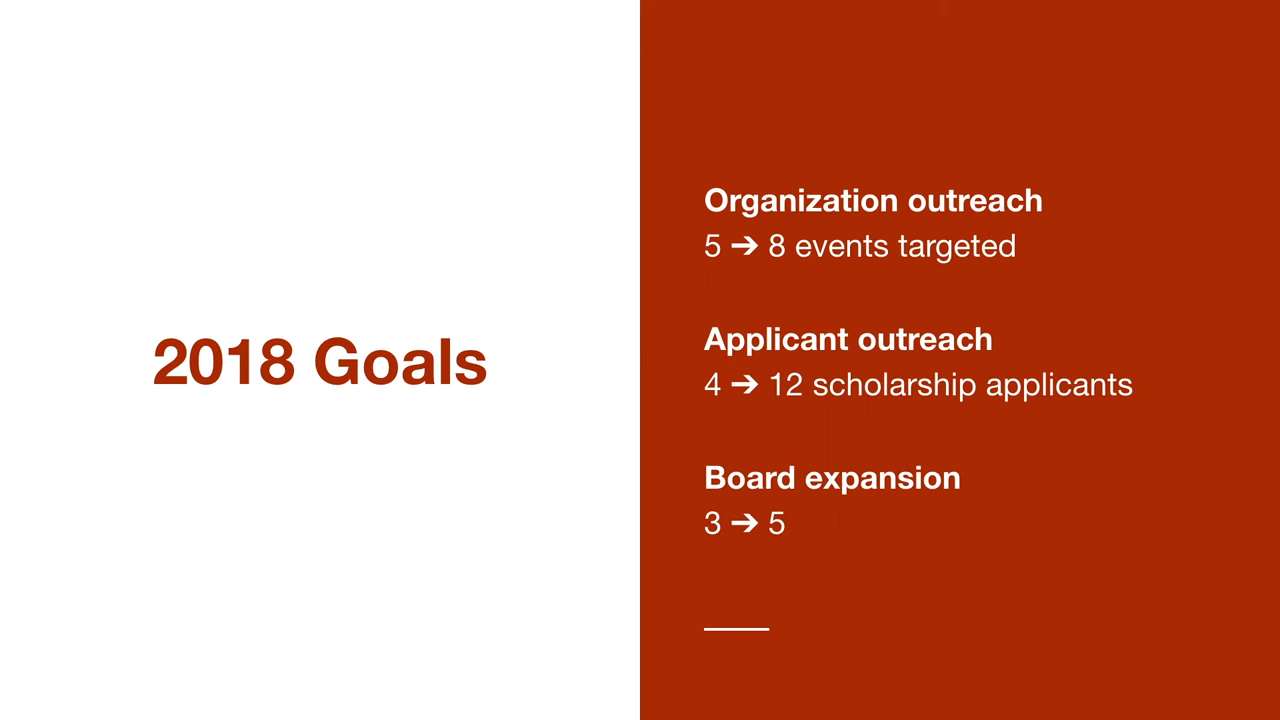 2018 Goals
Organization outreach
5 ➔ 8 events targeted
Applicant outreach
4 ➔ 12 scholarship applicants
Board expansion
3 ➔ 5